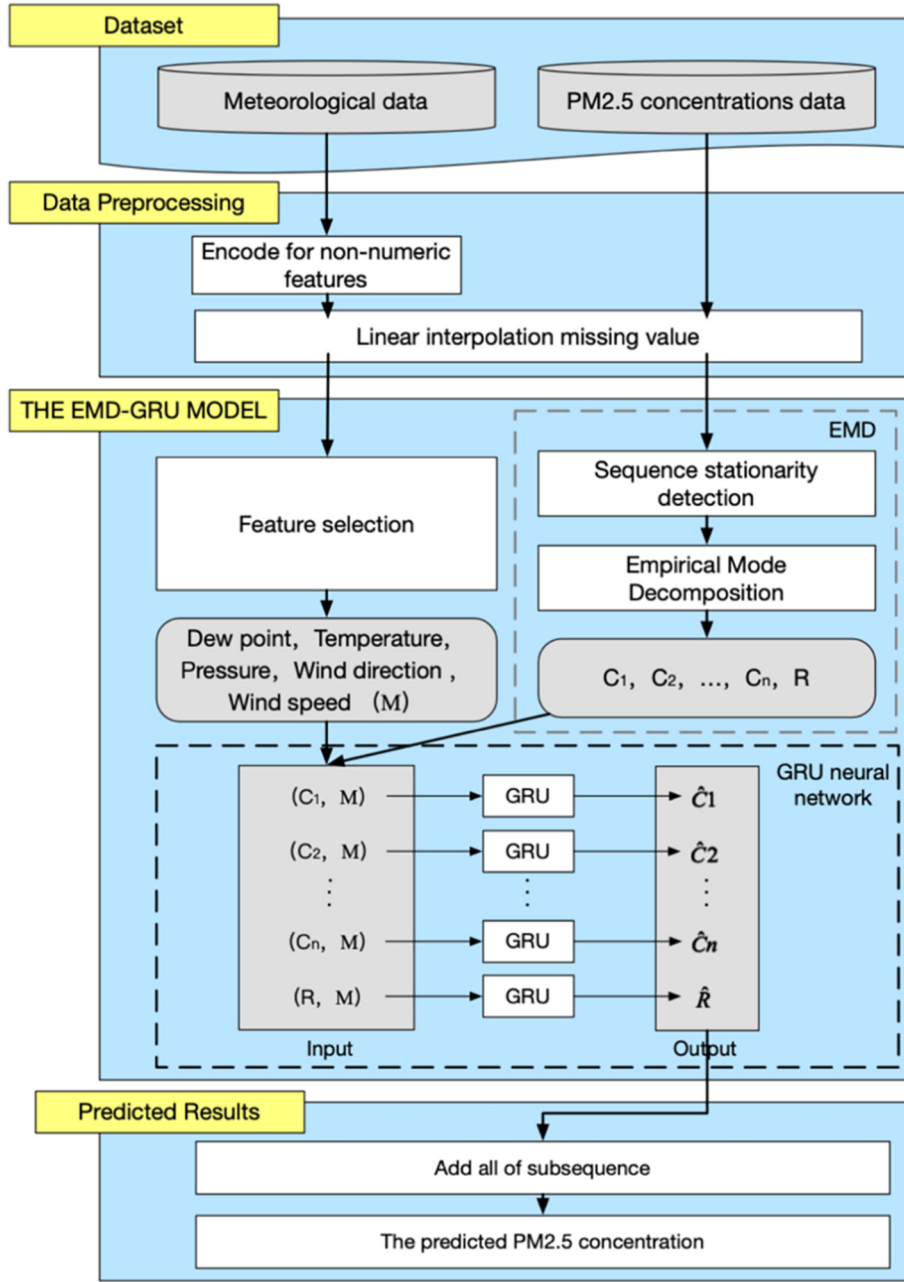 Dataset
Meteorological data
PM2.5 concentrations data
Data Preprocessing
Encode for non-numeric
features
Linear interpolation missing value
THE EMD-GRU MODEL
EMD
Sequence stationarity
detection
Feature selection
Empirical Mode
Decomposition
Dew point, Temperature,
Pressure, Wind direction,
Wind speed (M)
C₁, C₂, ..., Cₙ, R
GRU neural
network
(C₁, M) GRU Ĉ1
(C₂, M) GRU Ĉ2
⋮ ⋮ ⋮
(Cₙ, M) GRU Ĉn
(R, M) GRU R̂
Input Output
Predicted Results
Add all of subsequence
The predicted PM2.5 concentration